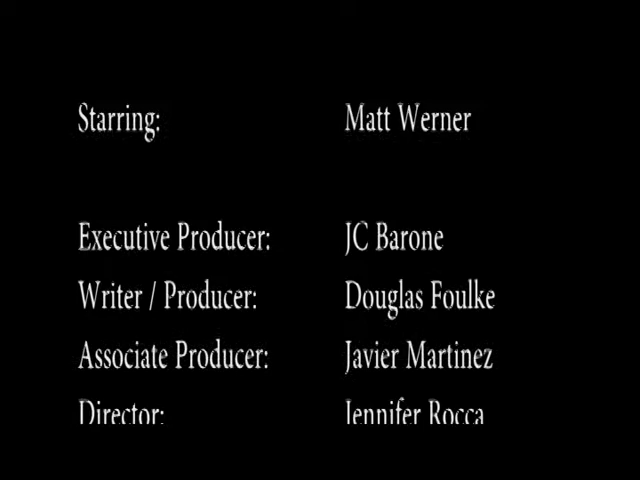 Starring: Matt Werner
Executive Producer: JC Barone
Writer / Producer: Douglas Foulke
Associate Producer: Javier Martinez
Director: Jennifer Rocca